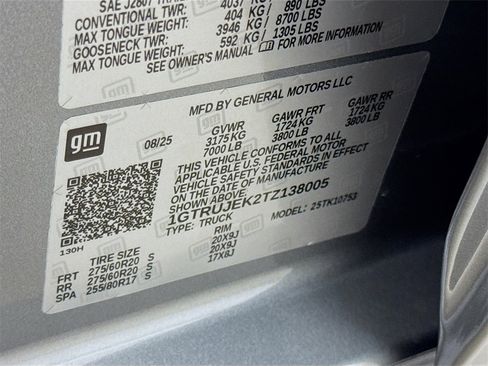 SAE J2807
CONVENTIONAL TWR:
404 KG / 890 LBS
MAX TONGUE WEIGHT:
3946 KG / 8700 LBS
GOOSENECK TWR:
592 KG / 1305 LBS
MAX TONGUE WEIGHT:
SEE OWNER'S MANUAL FOR MORE INFORMATION
gm
MFD BY GENERAL MOTORS LLC
08/25 GVWR GAWR FRT GAWR RR
3175 KG 1724 KG 1724 KG
7000 LB 3800 LB 3800 LB
THIS VEHICLE CONFORMS TO ALL
APPLICABLE U.S. FEDERAL MOTOR
VEHICLE SAFETY STANDARDS IN EFFECT
ON THE DATE OF MANUFACTURE
SHOWN ABOVE.
1GTRUJEK2TZ138005
TYPE: TRUCK MODEL: 25TK10753
130H
TIRE SIZE RIM
FRT 275/60R20 S 20X9J
RR 275/60R20 S 20X9J
SPA 255/80R17 S 17X8J